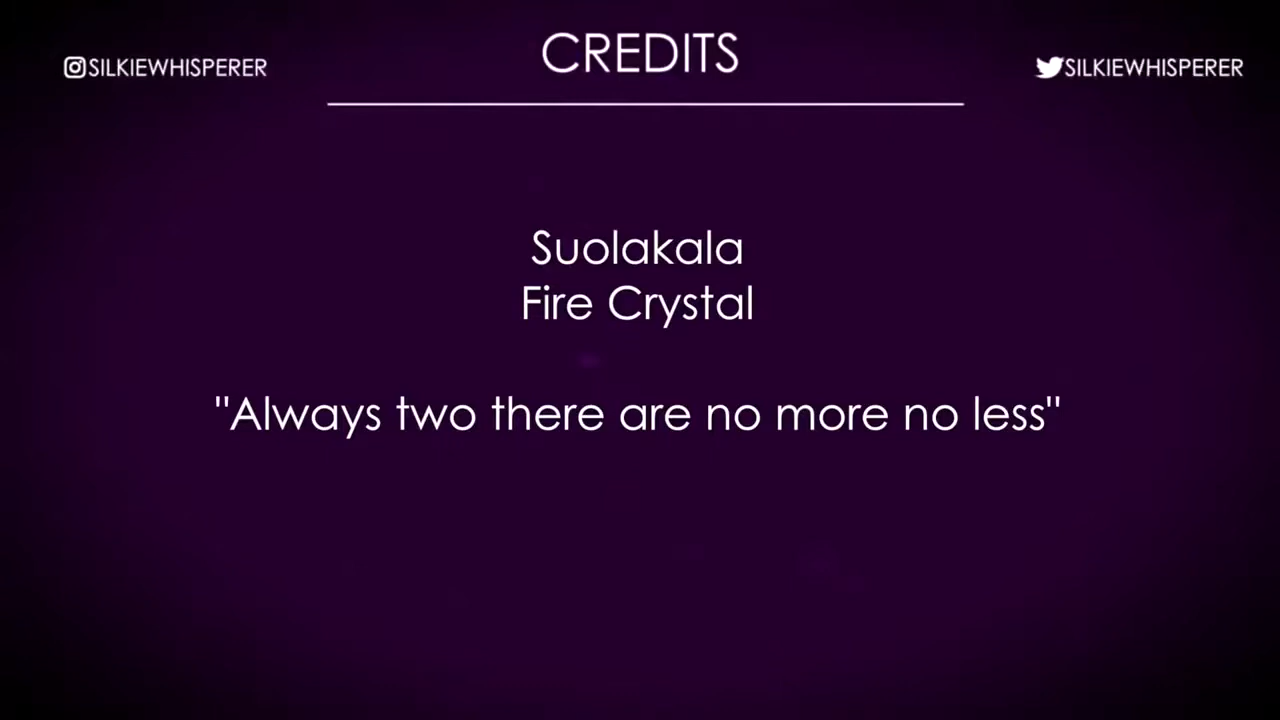 CREDITS
SILKIEWHISPERER
SILKIEWHISPERER
Suolakala
Fire Crystal
"Always two there are no more no less"